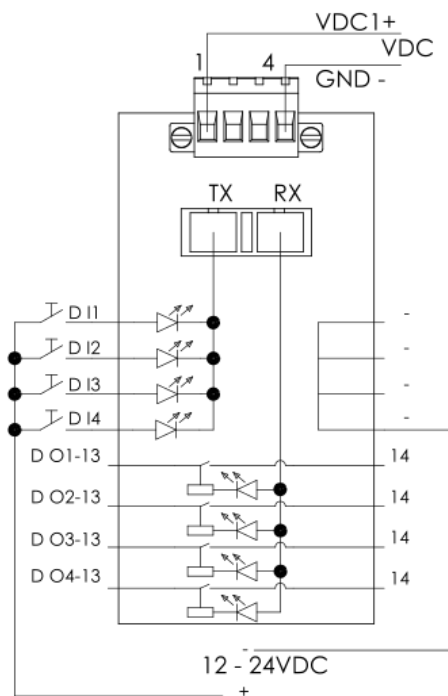 VDC1+
1 4 VDC
GND -
TX RX
D I1 -
D I2 -
D I3 -
D I4 -
D O1-13 14
D O2-13 14
D O3-13 14
D O4-13 14
-
12 - 24VDC
+